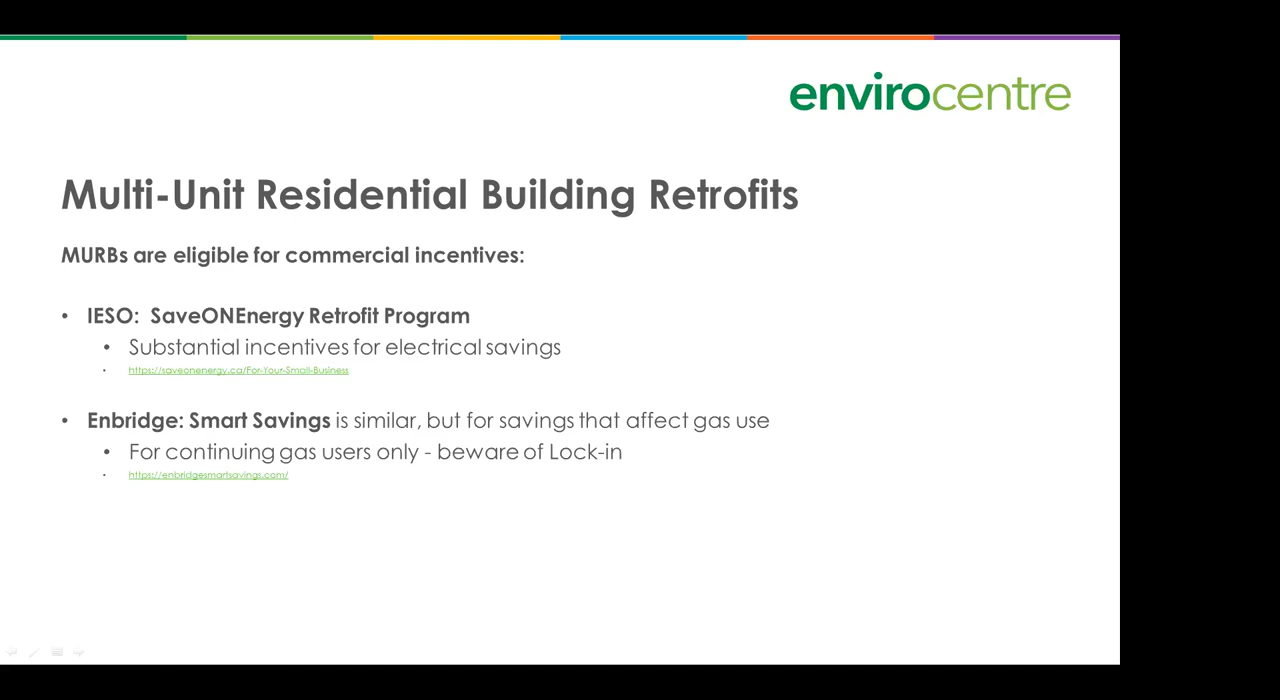 envirocentre
Multi-Unit Residential Building Retrofits
MURBs are eligible for commercial incentives:
• IESO: SaveONEnergy Retrofit Program
• Substantial incentives for electrical savings
• https://saveonenergy.ca/For-Your-Small-Business
• Enbridge: Smart Savings is similar, but for savings that affect gas use
• For continuing gas users only - beware of Lock-in
• https://enbridgesmartsavings.com/